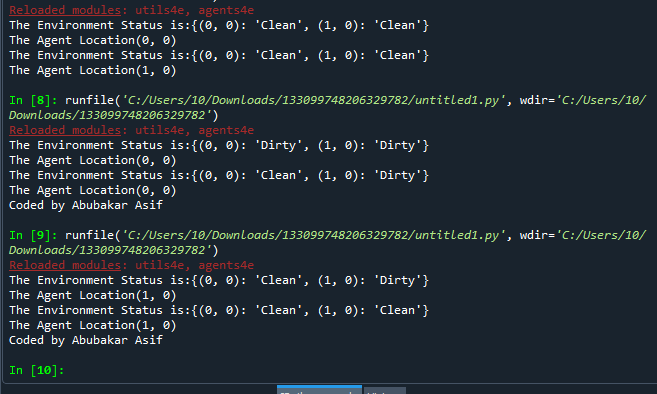 Reloaded modules: utils4e, agents4e
The Environment Status is:{(0, 0): 'Clean', (1, 0): 'Clean'}
The Agent Location(0, 0)
The Environment Status is:{(0, 0): 'Clean', (1, 0): 'Clean'}
The Agent Location(1, 0)
In [8]: runfile('C:/Users/10/Downloads/133099748206329782/untitled1.py', wdir='C:/Users/10/
Downloads/133099748206329782')
Reloaded modules: utils4e, agents4e
The Environment Status is:{(0, 0): 'Dirty', (1, 0): 'Dirty'}
The Agent Location(0, 0)
The Environment Status is:{(0, 0): 'Clean', (1, 0): 'Dirty'}
The Agent Location(0, 0)
Coded by Abubakar Asif
In [9]: runfile('C:/Users/10/Downloads/133099748206329782/untitled1.py', wdir='C:/Users/10/
Downloads/133099748206329782')
Reloaded modules: utils4e, agents4e
The Environment Status is:{(0, 0): 'Clean', (1, 0): 'Dirty'}
The Agent Location(1, 0)
The Environment Status is:{(0, 0): 'Clean', (1, 0): 'Clean'}
The Agent Location(1, 0)
Coded by Abubakar Asif
In [10]: